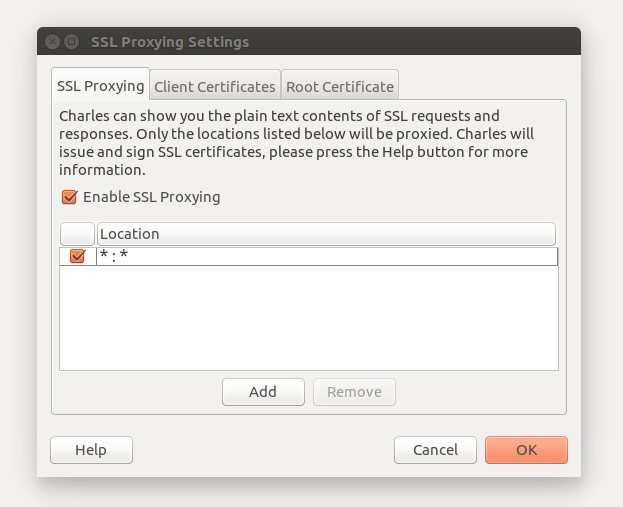 SSL Proxying Settings
SSL Proxying Client Certificates Root Certificate
Charles can show you the plain text contents of SSL requests and
responses. Only the locations listed below will be proxied. Charles will
issue and sign SSL certificates, please press the Help button for more
information.
Enable SSL Proxying
Location
*:*
Add Remove
Help Cancel OK